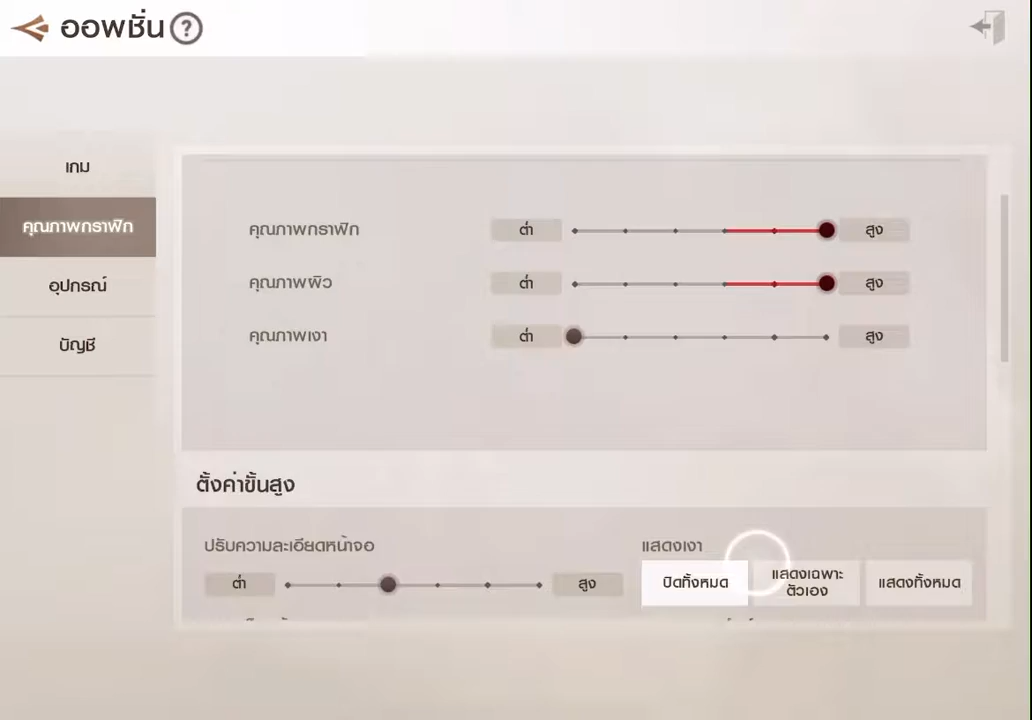 ออพชั่น ?
เกม
คุณภาพกราฟิก
อุปกรณ์
บัญชี
คุณภาพกราฟิก ต่ำ สูง
คุณภาพผิว ต่ำ สูง
คุณภาพเงา ต่ำ สูง
ตั้งค่าขั้นสูง
ปรับความละเอียดหน้าจอ
ต่ำ สูง
แสดงเงา
ปิดทั้งหมด
แสดงเฉพาะ
ตัวเอง
แสดงทั้งหมด